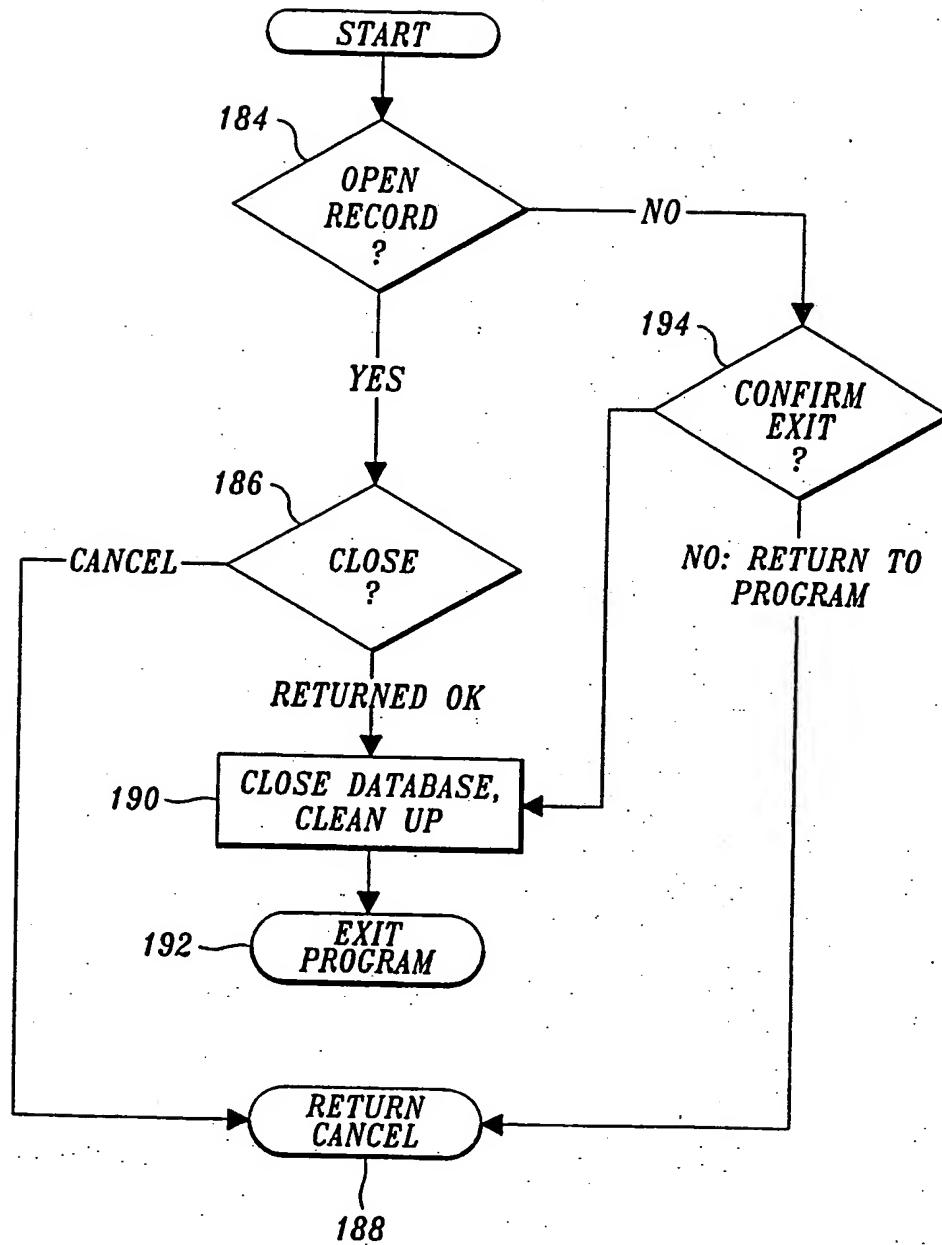 START
184
OPEN
RECORD
?
NO
194
CONFIRM
EXIT
?
YES
186
CLOSE
?
CANCEL
NO: RETURN TO
PROGRAM
RETURNED OK
190
CLOSE DATABASE,
CLEAN UP
192
EXIT
PROGRAM
RETURN
CANCEL
188